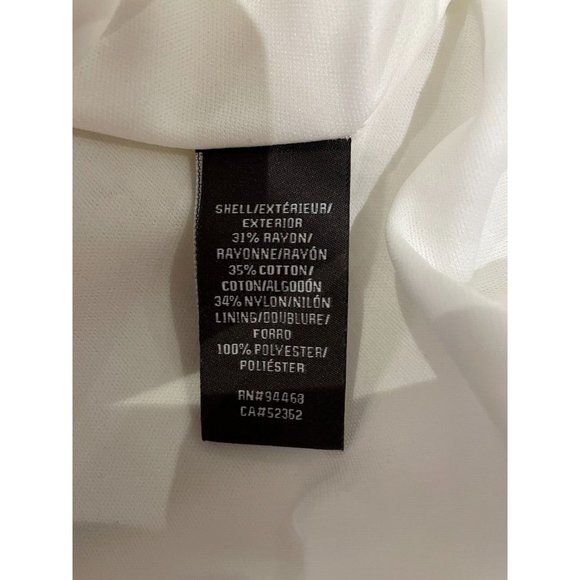 SHELL/EXTÉRIEUR/
EXTERIOR
31% RAYON/
RAYONNE/RAYÓN
35% COTTON/
COTON/ALGODÓN
34% NYLON/NILÓN
LINING/DOUBLURE/
FORRO
100% POLYESTER/
POLIÉSTER
RN#94468
CA#52362